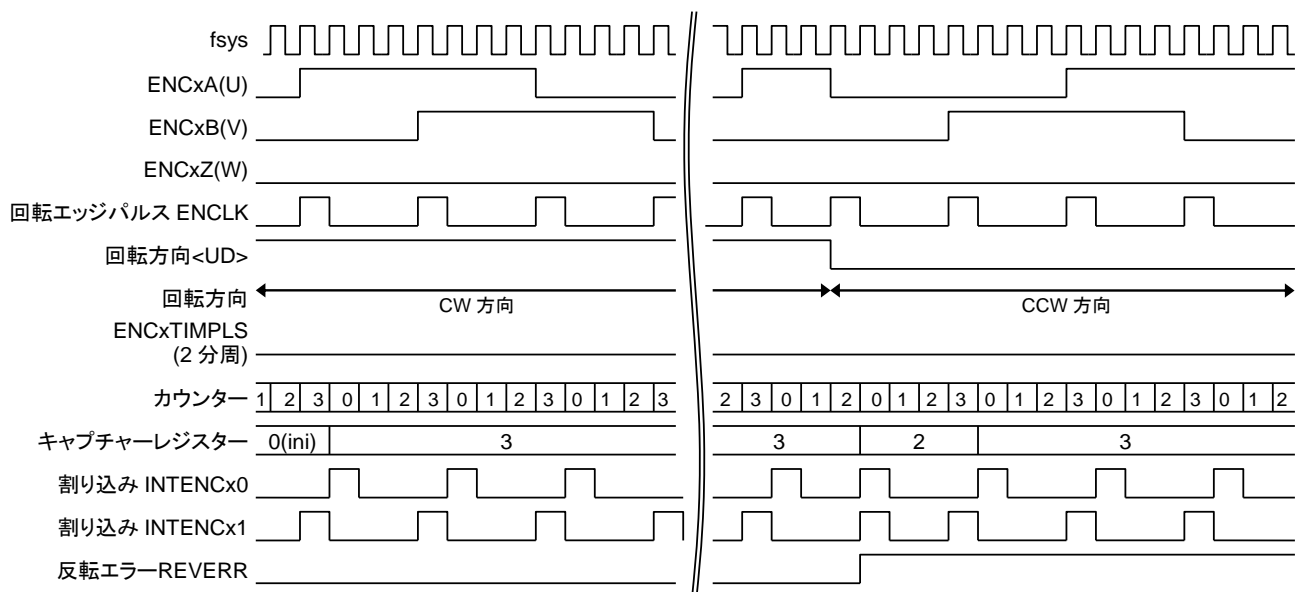 fsys
ENCxA(U)
ENCxB(V)
ENCxZ(W)
回転エッジパルス ENCLK
回転方向<UD>
回転方向 CW 方向 CCW 方向
ENCxTIMPLS
(2 分周)
カウンター 1 2 3 0 1 2 3 0 1 2 3 0 1 2 3 2 3 0 1 2 0 1 2 3 0 1 2 3 0 1 2 3 0 1 2
キャプチャーレジスター 0(ini) 3 3 2 3
割り込み INTENCx0
割り込み INTENCx1
反転エラーREVERR